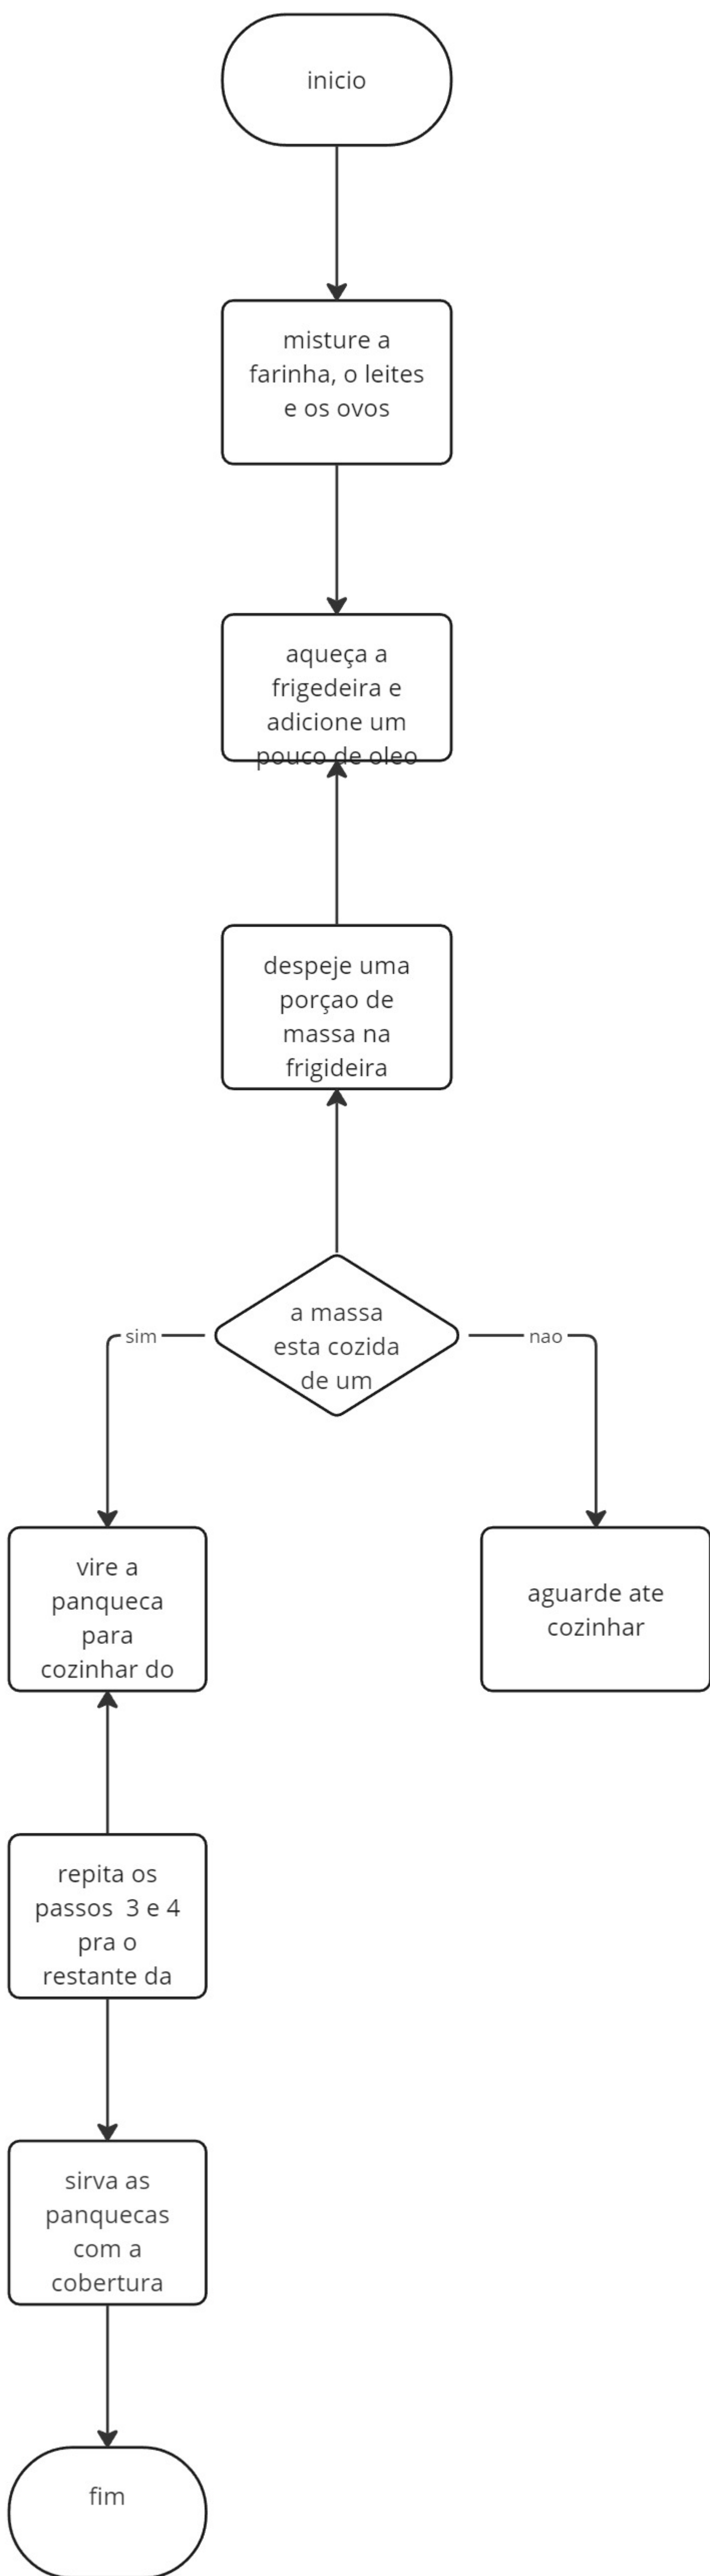 inicio
misture a
farinha, o leites
e os ovos
aqueça a
frigedeira e
adicione um
pouco de oleo
despeje uma
porçao de
massa na
frigideira
a massa
esta cozida
de um
sim
nao
vire a
panqueca
para
cozinhar do
aguarde ate
cozinhar
repita os
passos  3 e 4
pra o
restante da
sirva as
panquecas
com a
cobertura
fim